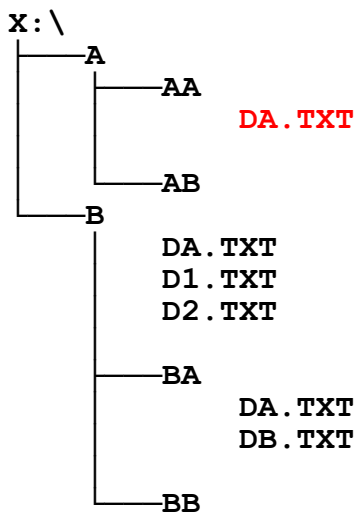 X:\
A
AA
DA.TXT
AB
B
DA.TXT
D1.TXT
D2.TXT
BA
DA.TXT
DB.TXT
BB